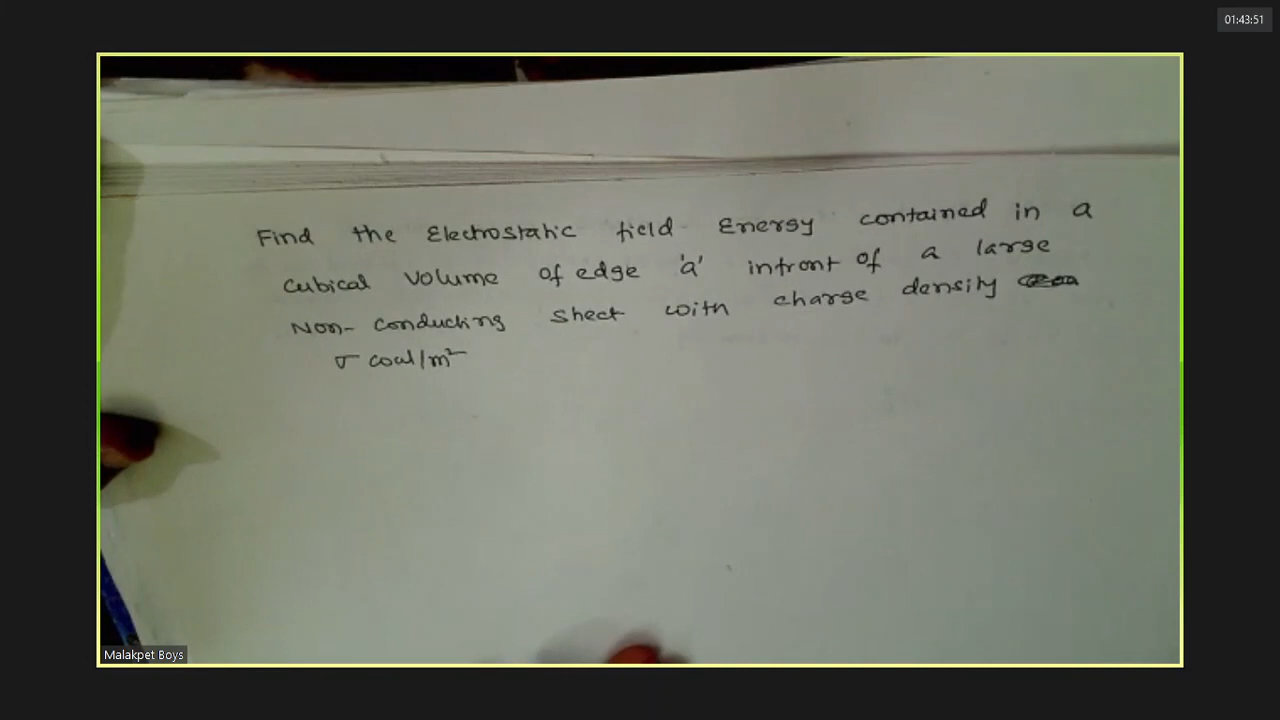 01:43:51
Find the Electrostatic field Energy contained in a
cubical volume of edge 'a' infront of a large
Non-conducting sheet with charge density
σ coul/m²
Malakpet Boys